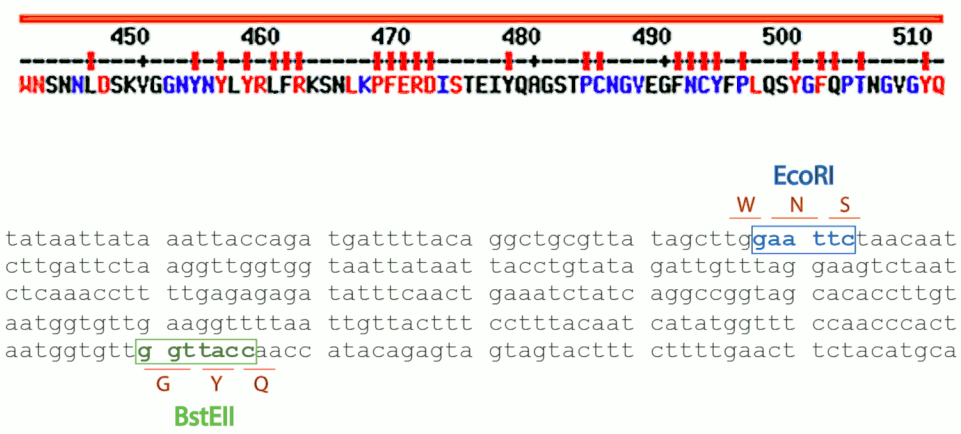 450 460 470 480 490 500 510
WNSNNLDSKVGGNYNYLYRLFRKSNLKPFERDISTEIYQAGSTPCNGVEGFNCYFPLQSYGFQPTNGVGYQ
EcoRI
W N S
tataattata aattaccaga tgattttaca ggctgcgtta tagcttggaa ttctaacaat
cttgattcta aggttggtgg taattataat tacctgtata gattgtttag gaagtctaat
ctcaaacctt ttgagagaga tatttcaact gaaatctatc aggccggtag cacaccttgt
aatggtgttg aaggttttaa ttgttacttt cctttacaat catatggttt ccaacccact
aatggtgttg gttaccaacc atacagagta gtagtacttt cttttgaact tctacatgca
G Y Q
BstEII